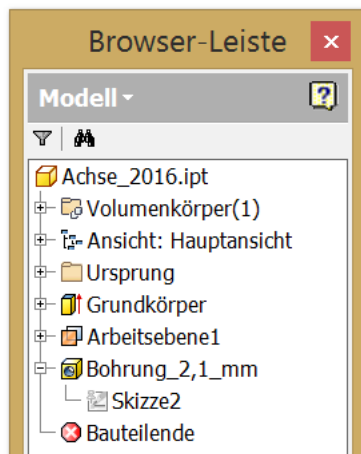 Browser-Leiste
Modell
Achse_2016.ipt
Volumenkörper(1)
Ansicht: Hauptansicht
Ursprung
Grundkörper
Arbeitsebene1
Bohrung_2,1_mm
Skizze2
Bauteilende